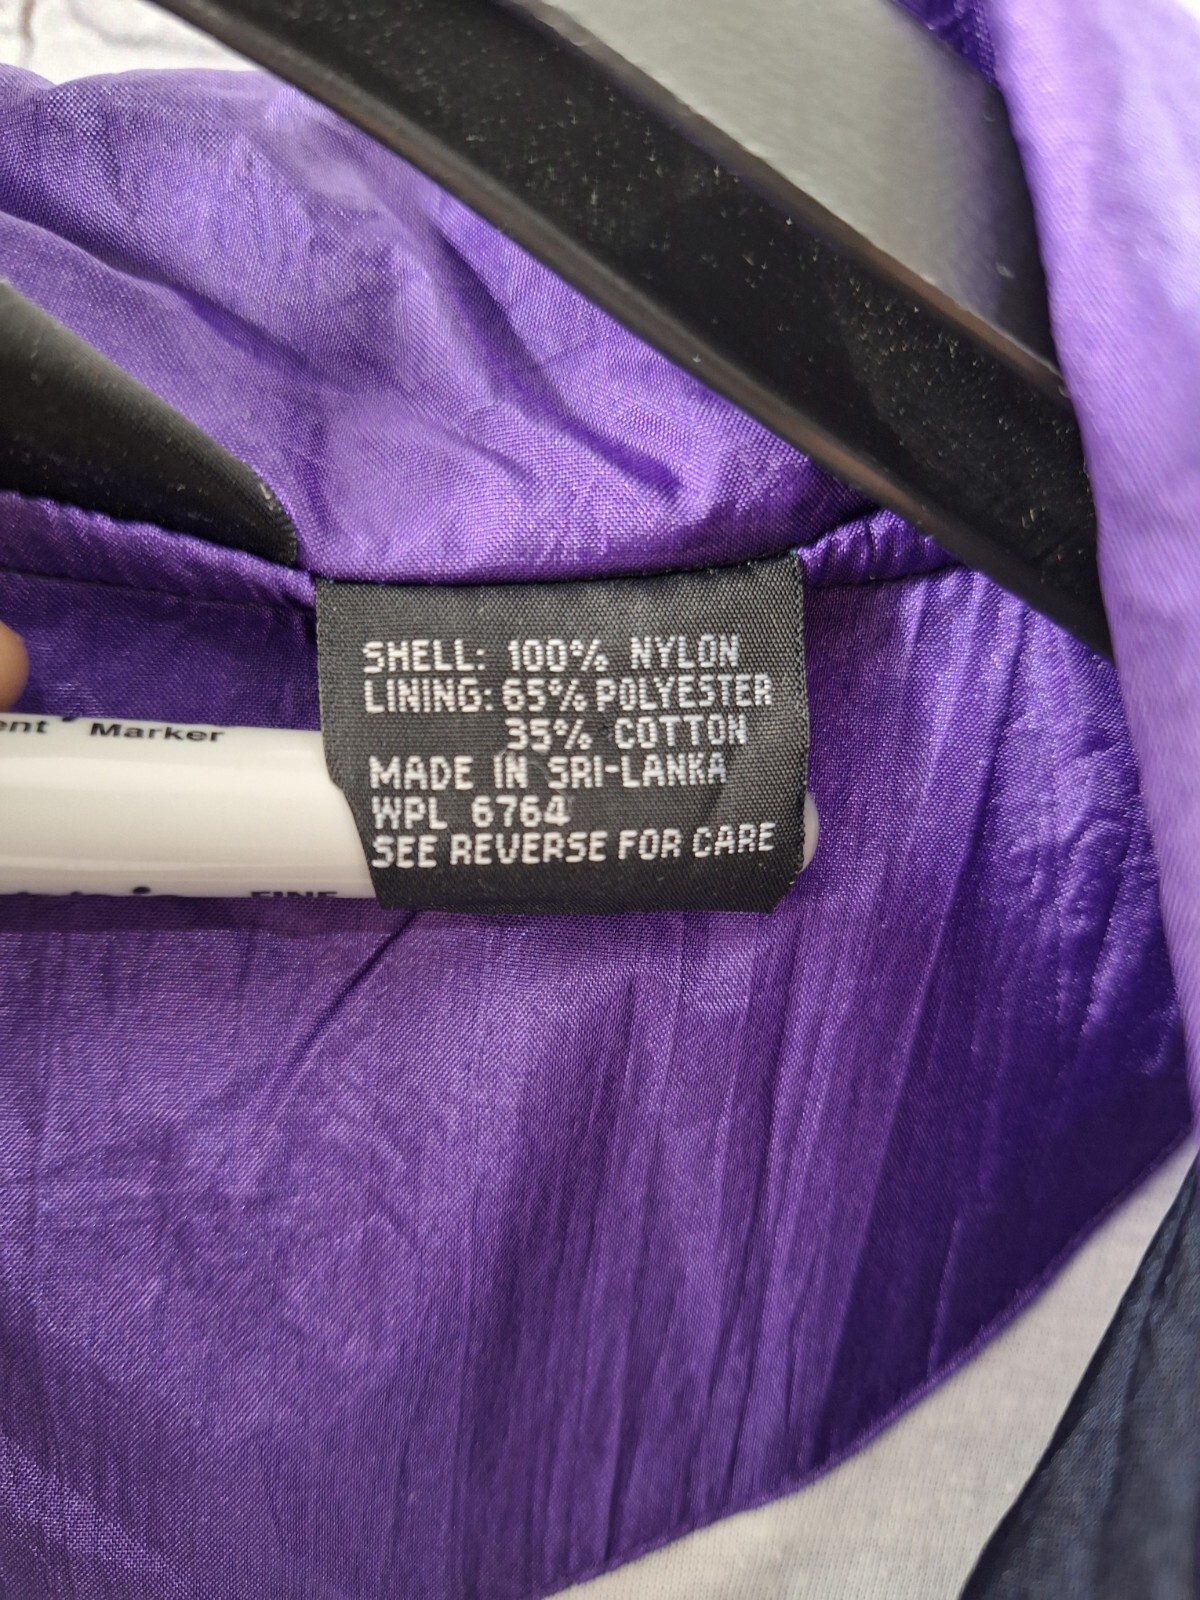 SHELL: 100% NYLON
LINING: 65% POLYESTER
35% COTTON
MADE IN SRI-LANKA
WPL 6764
SEE REVERSE FOR CARE
Marker
FINE